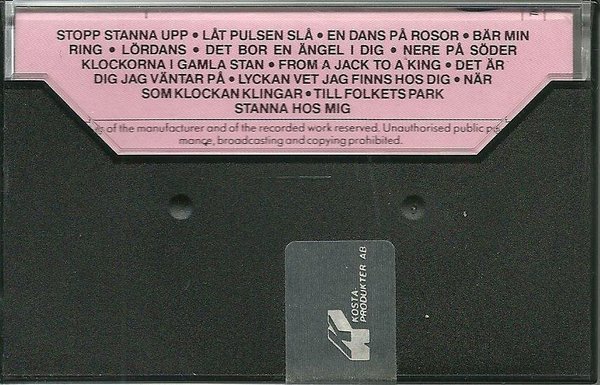 STOPP STANNA UPP • LÅT PULSEN SLÅ • EN DANS PÅ ROSOR • BÄR MIN
RING • LÖRDANS • DET BOR EN ÄNGEL I DIG • NERE PÅ SÖDER
KLOCKORNA I GAMLA STAN • FROM A JACK TO A KING • DET ÄR
DIG JAG VÄNTAR PÅ • LYCKAN VET JAG FINNS HOS DIG • NÄR
SOM KLOCKAN KLINGAR • TILL FOLKETS PARK
STANNA HOS MIG
of the manufacturer and of the recorded work reserved. Unauthorised public
mance, broadcasting and copying prohibited.
KOSTA
PRODUKTER AB